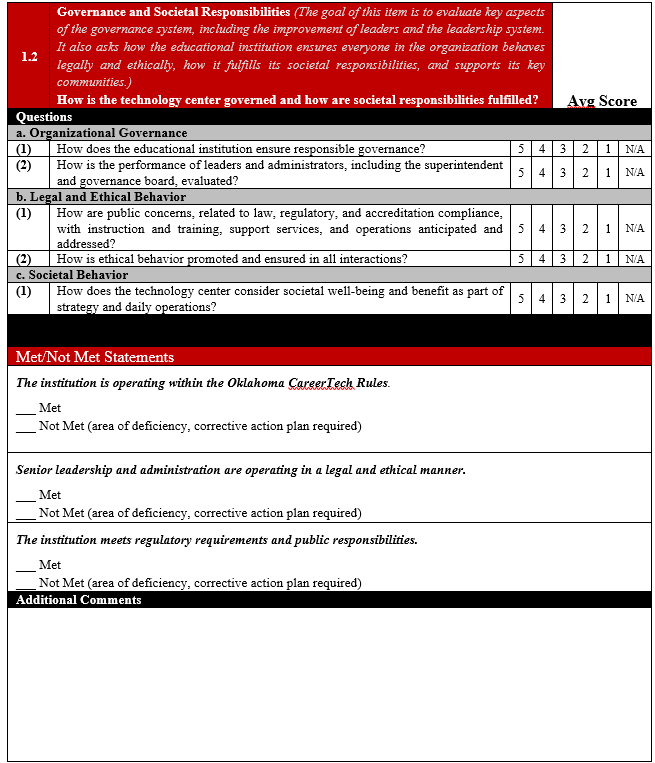 Governance and Societal Responsibilities (The goal of this item is to evaluate key aspects
of the governance system, including the improvement of leaders and the leadership system.
It also asks how the educational institution ensures everyone in the organization behaves
1.2
legally and ethically, how it fulfills its societal responsibilities, and supports its key
communities.)
How is the technology center governed and how are societal responsibilities fulfilled?
Avg Score
Questions
a. Organizational Governance
(1) How does the educational institution ensure responsible governance? 5 4 3 2 1 N/A
(2) How is the performance of leaders and administrators, including the superintendent
and governance board, evaluated? 5 4 3 2 1 N/A
b. Legal and Ethical Behavior
(1) How are public concerns, related to law, regulatory, and accreditation compliance,
with instruction and training, support services, and operations anticipated and 5 4 3 2 1 N/A
addressed?
(2) How is ethical behavior promoted and ensured in all interactions? 5 4 3 2 1 N/A
c. Societal Behavior
(1) How does the technology center consider societal well-being and benefit as part of
strategy and daily operations? 5 4 3 2 1 N/A
Met/Not Met Statements
The institution is operating within the Oklahoma CareerTech Rules.
___ Met
___ Not Met (area of deficiency, corrective action plan required)
Senior leadership and administration are operating in a legal and ethical manner.
___ Met
___ Not Met (area of deficiency, corrective action plan required)
The institution meets regulatory requirements and public responsibilities.
___ Met
___ Not Met (area of deficiency, corrective action plan required)
Additional Comments